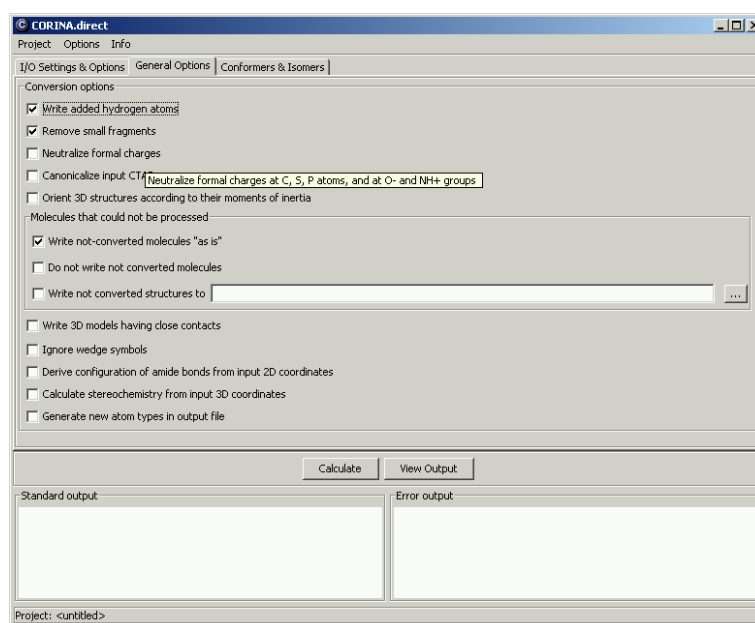 CORINA.direct
Project Options Info
I/O Settings & Options General Options Conformers & Isomers
Conversion options
Write added hydrogen atoms
Remove small fragments
Neutralize formal charges
Canonicalize input
Neutralize formal charges at C, S, P atoms, and at O- and NH+ groups
Orient 3D structures according to their moments of inertia
Molecules that could not be processed
Write not-converted molecules "as is"
Do not write not converted molecules
Write not converted structures to ...
Write 3D models having close contacts
Ignore wedge symbols
Derive configuration of amide bonds from input 2D coordinates
Calculate stereochemistry from input 3D coordinates
Generate new atom types in output file
Calculate View Output
Standard output Error output
Project: <untitled>